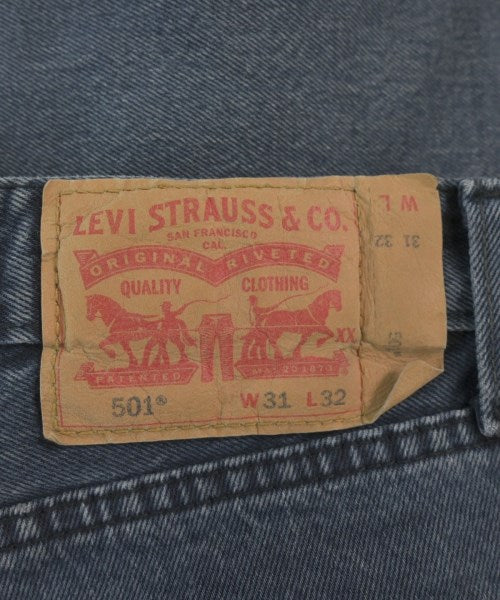 LEVI STRAUSS & CO.
SAN FRANCISCO
CAL.
ORIGINAL RIVETED
QUALITY CLOTHING
XX
PATENTED MAY 20 1873
501®
W31 L32
W L
31 32